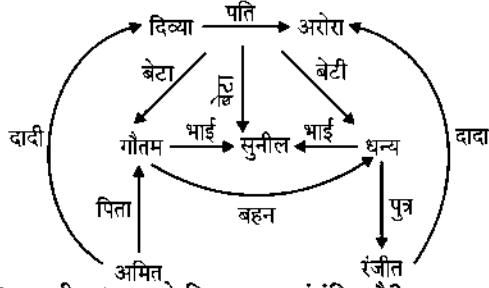 पति
दिव्या अरोरा
बेटा बेटा बेटी
दादी भाई भाई दादा
गौतम सुनील धन्य
पिता बहन पुत्र
अमित रंजीत